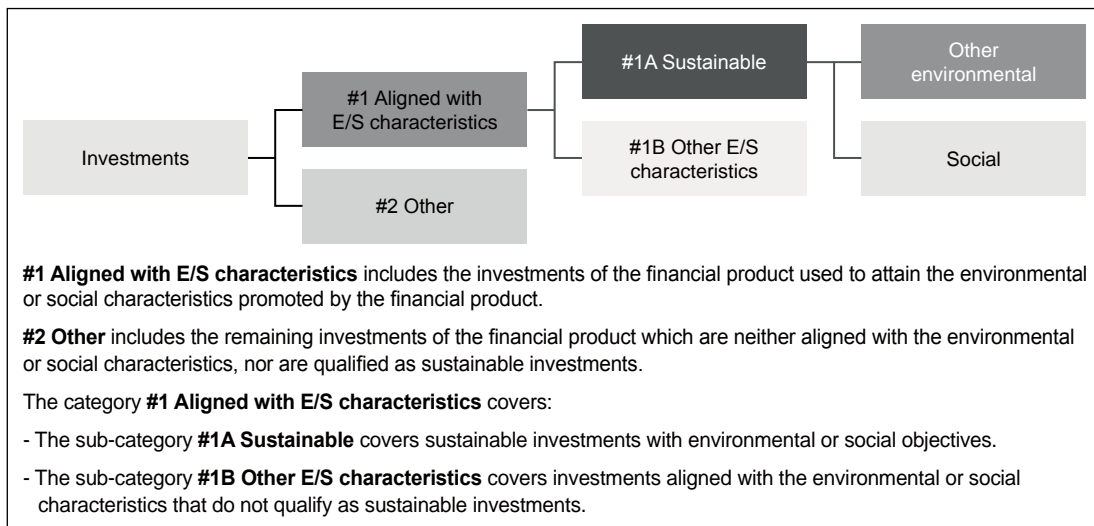 Investments
#1 Aligned with
E/S characteristics
#2 Other
#1A Sustainable
#1B Other E/S
characteristics
Other
environmental
Social
#1 Aligned with E/S characteristics includes the investments of the financial product used to attain the environmental
or social characteristics promoted by the financial product.
#2 Other includes the remaining investments of the financial product which are neither aligned with the environmental
or social characteristics, nor are qualified as sustainable investments.
The category #1 Aligned with E/S characteristics covers:
- The sub-category #1A Sustainable covers sustainable investments with environmental or social objectives.
- The sub-category #1B Other E/S characteristics covers investments aligned with the environmental or social
characteristics that do not qualify as sustainable investments.